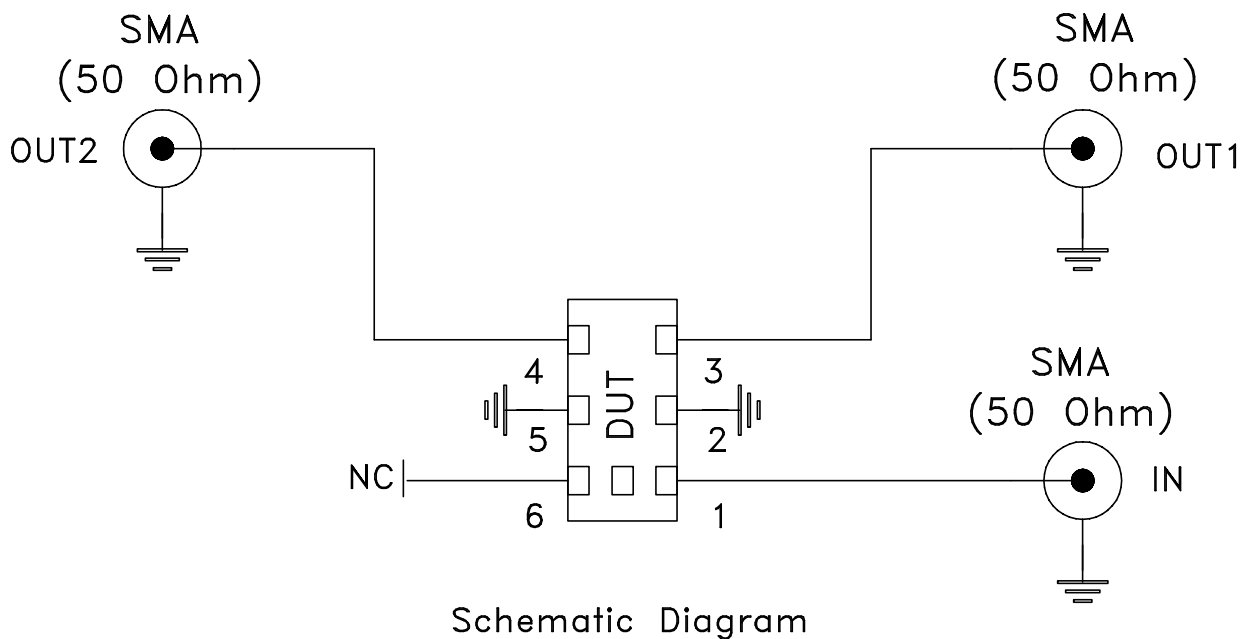 SMA
(50 Ohm)
OUT2
SMA
(50 Ohm)
OUT1
4
3
DUT
5
2
SMA
(50 Ohm)
NC
IN
6
1
Schematic Diagram